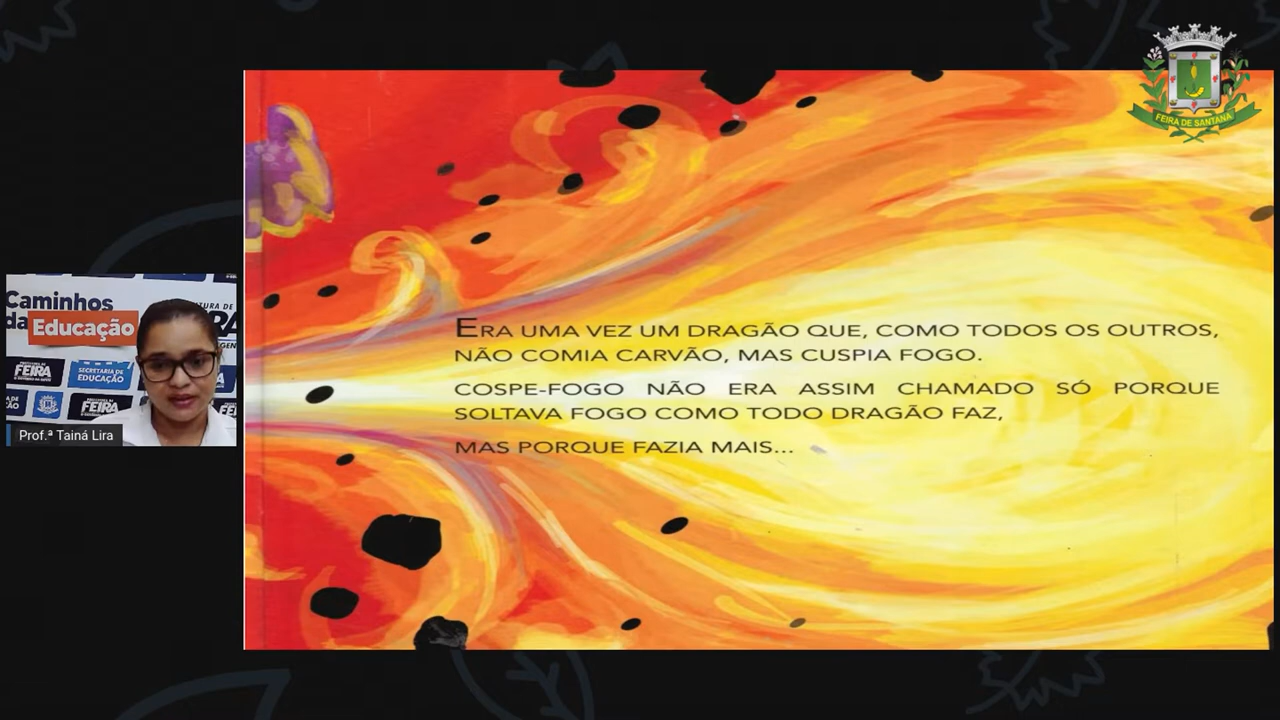 FEIRA DE SANTANA
ERA UMA VEZ UM DRAGÃO QUE, COMO TODOS OS OUTROS,
NÃO COMIA CARVÃO, MAS CUSPIA FOGO.
COSPE-FOGO NÃO ERA ASSIM CHAMADO SÓ PORQUE
SOLTAVA FOGO COMO TODO DRAGÃO FAZ,
MAS PORQUE FAZIA MAIS...
Caminhos
da Educação
FEIRA
SECRETARIA DE
EDUCAÇÃO
FEIRA
Prof.ª Tainá Lira